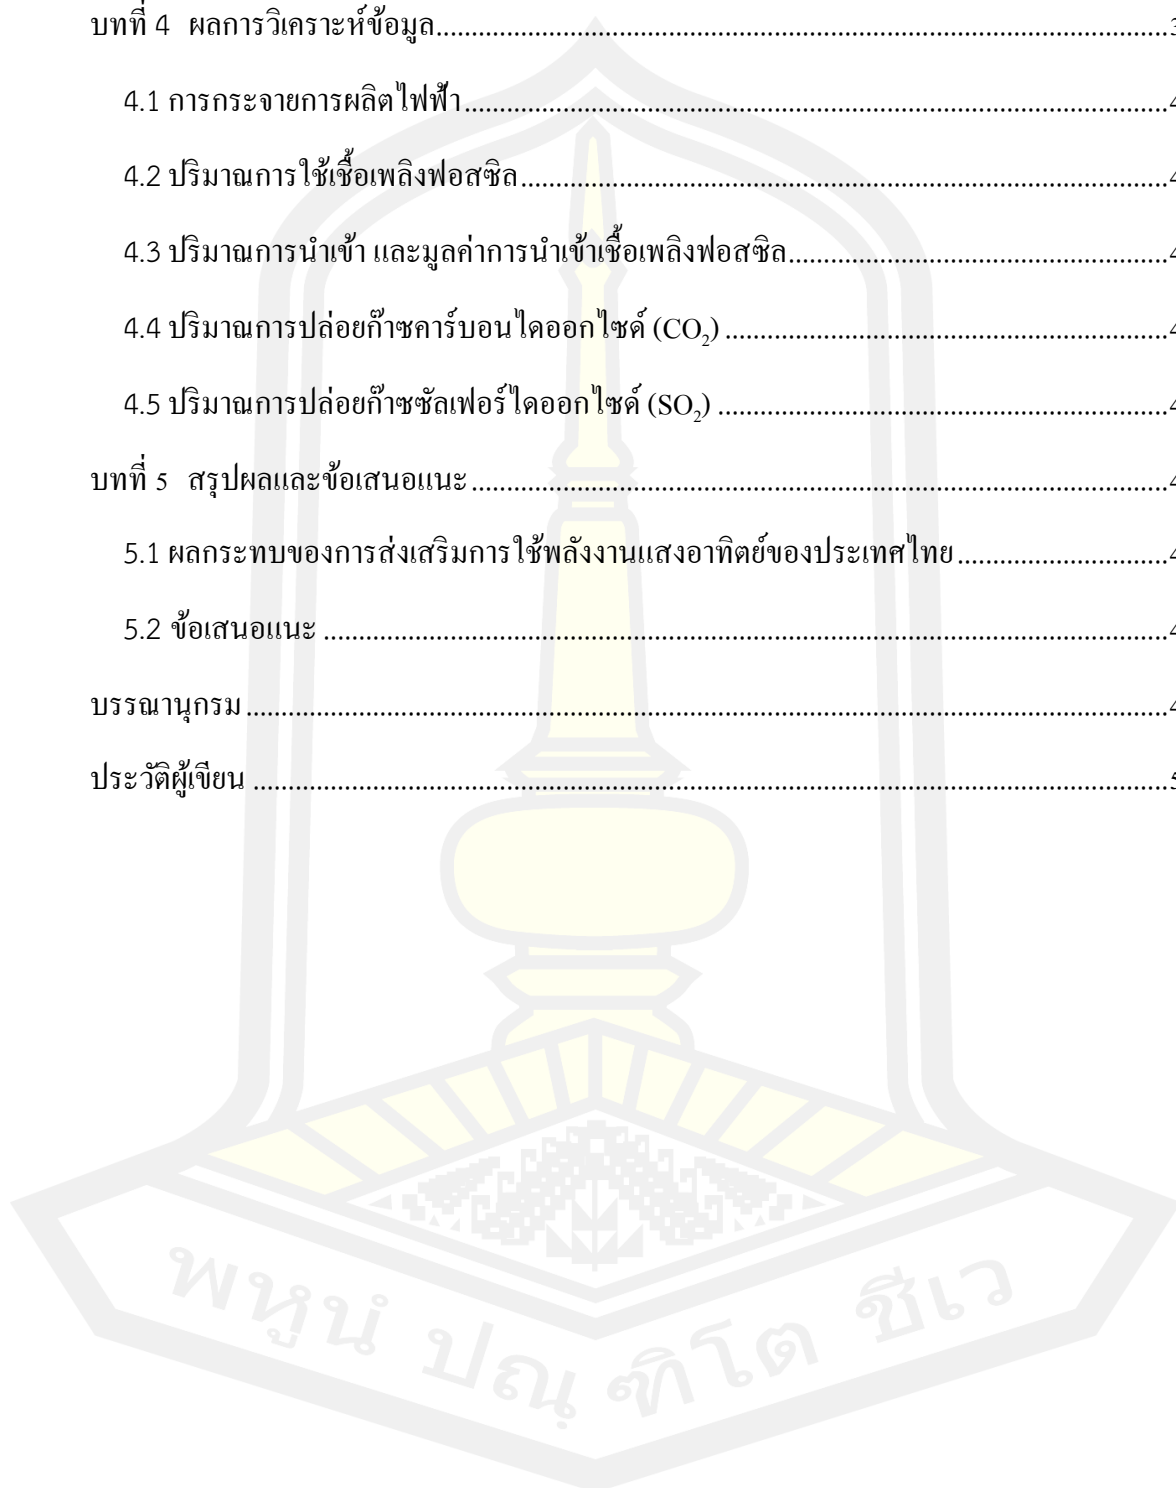 บทที่ 4 ผลการวิเคราะห์ข้อมูล.......................................................................................................3
4.1 การกระจายการผลิตไฟฟ้า...................................................................................................4
4.2 ปริมาณการใช้เชื้อเพลิงฟอสซิล...........................................................................................4
4.3 ปริมาณการนำเข้า และมูลค่าการนำเข้าเชื้อเพลิงฟอสซิล.....................................................4
4.4 ปริมาณการปล่อยก๊าซคาร์บอนไดออกไซด์ (CO₂) ..............................................................4
4.5 ปริมาณการปล่อยก๊าซซัลเฟอร์ไดออกไซด์ (SO₂) ...............................................................4
บทที่ 5 สรุปผลและข้อเสนอแนะ..................................................................................................4
5.1 ผลกระทบของการส่งเสริมการใช้พลังงานแสงอาทิตย์ของประเทศไทย..............................4
5.2 ข้อเสนอแนะ .......................................................................................................................4
บรรณานุกรม..................................................................................................................................4
ประวัติผู้เขียน .................................................................................................................................5
พหูนํ ปณฺฑิโต ชีเว